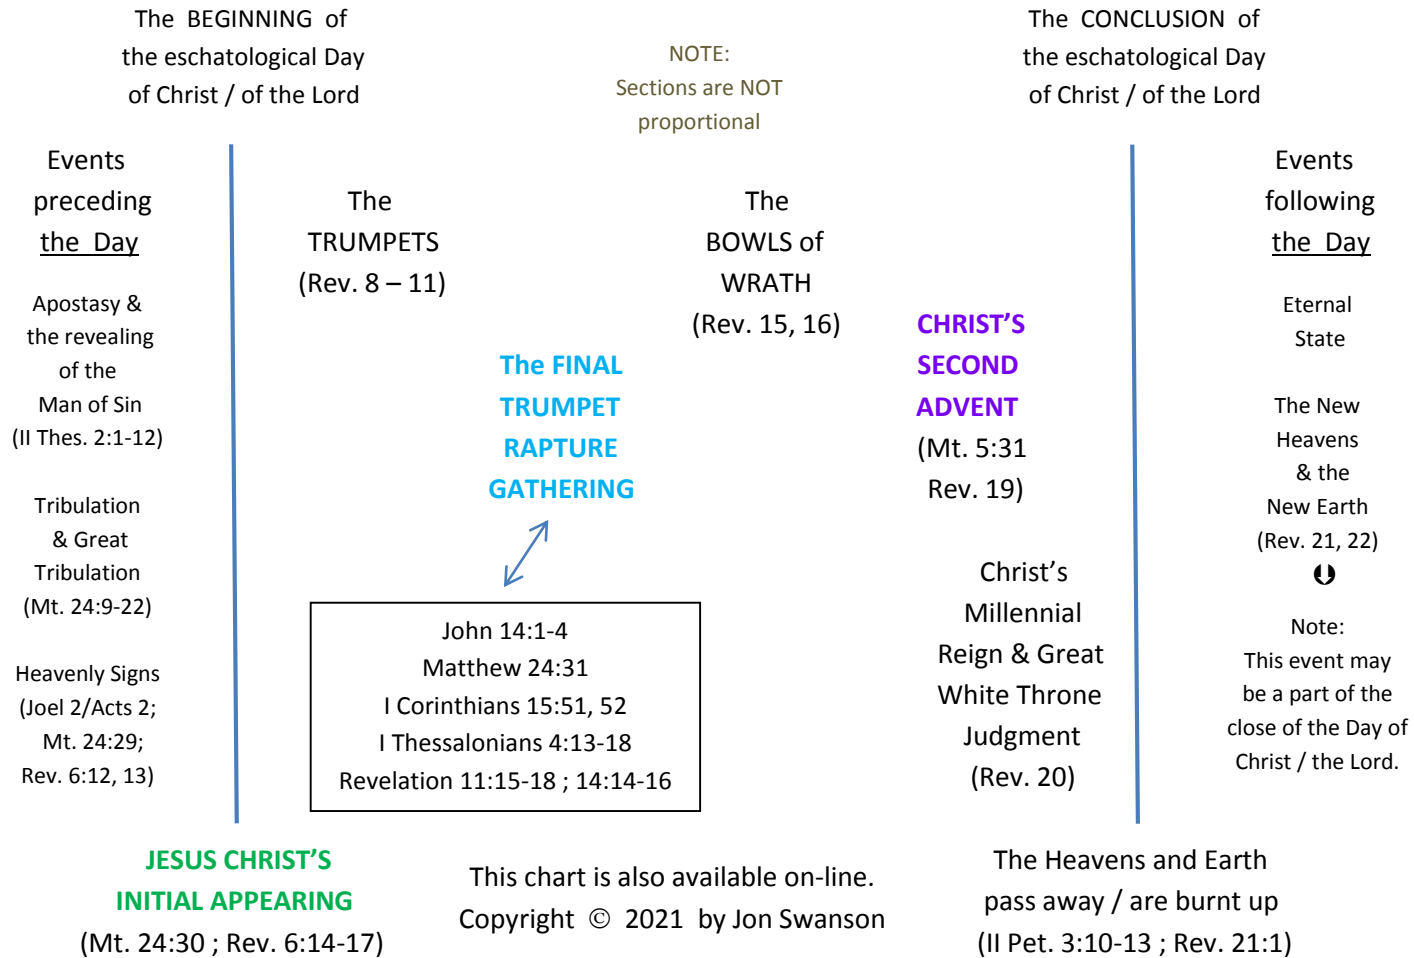 The BEGINNING of
the eschatological Day
of Christ / of the Lord
NOTE:
Sections are NOT
proportional
The CONCLUSION of
the eschatological Day
of Christ / of the Lord
Events
preceding
the Day
Apostasy &
the revealing
of the
Man of Sin
(II Thes. 2:1-12)
Tribulation
& Great
Tribulation
(Mt. 24:9-22)
Heavenly Signs
(Joel 2/Acts 2;
Mt. 24:29;
Rev. 6:12, 13)
The
TRUMPETS
(Rev. 8 – 11)
The FINAL
TRUMPET
RAPTURE
GATHERING
John 14:1-4
Matthew 24:31
I Corinthians 15:51, 52
I Thessalonians 4:13-18
Revelation 11:15-18 ; 14:14-16
The
BOWLS of
WRATH
(Rev. 15, 16)
CHRIST’S
SECOND
ADVENT
(Mt. 5:31
Rev. 19)
Christ’s
Millennial
Reign & Great
White Throne
Judgment
(Rev. 20)
Events
following
the Day
Eternal
State
The New
Heavens
& the
New Earth
(Rev. 21, 22)
Note:
This event may
be a part of the
close of the Day of
Christ / the Lord.
JESUS CHRIST’S
INITIAL APPEARING
(Mt. 24:30 ; Rev. 6:14-17)
This chart is also available on-line.
Copyright © 2021 by Jon Swanson
The Heavens and Earth
pass away / are burnt up
(II Pet. 3:10-13 ; Rev. 21:1)